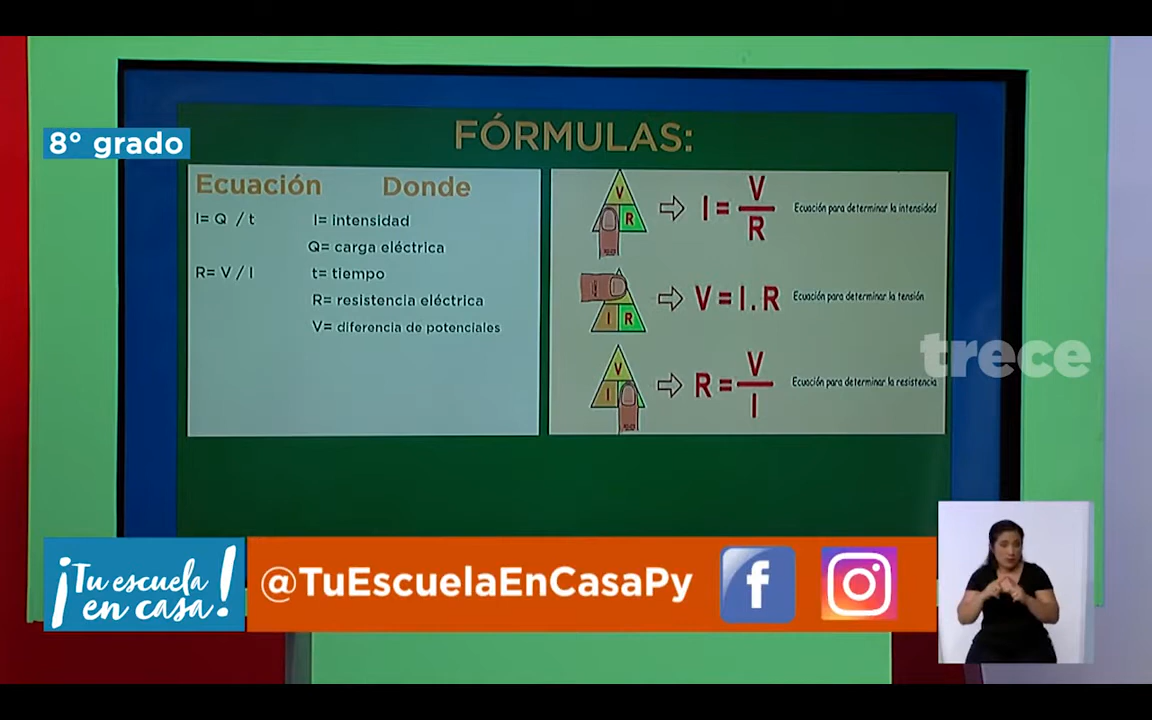 8° grado
FÓRMULAS:
Ecuación Donde
I= Q / t I= intensidad
Q= carga eléctrica
R= V / I t= tiempo
R= resistencia eléctrica
V= diferencia de potenciales
V
R
I = V
R
Ecuación para determinar la intensidad
I
I R
V = I . R
Ecuación para determinar la tensión
V
I
R = V
I
Ecuación para determinar la resistencia
trece
¡Tu escuela
en casa!
@TuEscuelaEnCasaPy
f